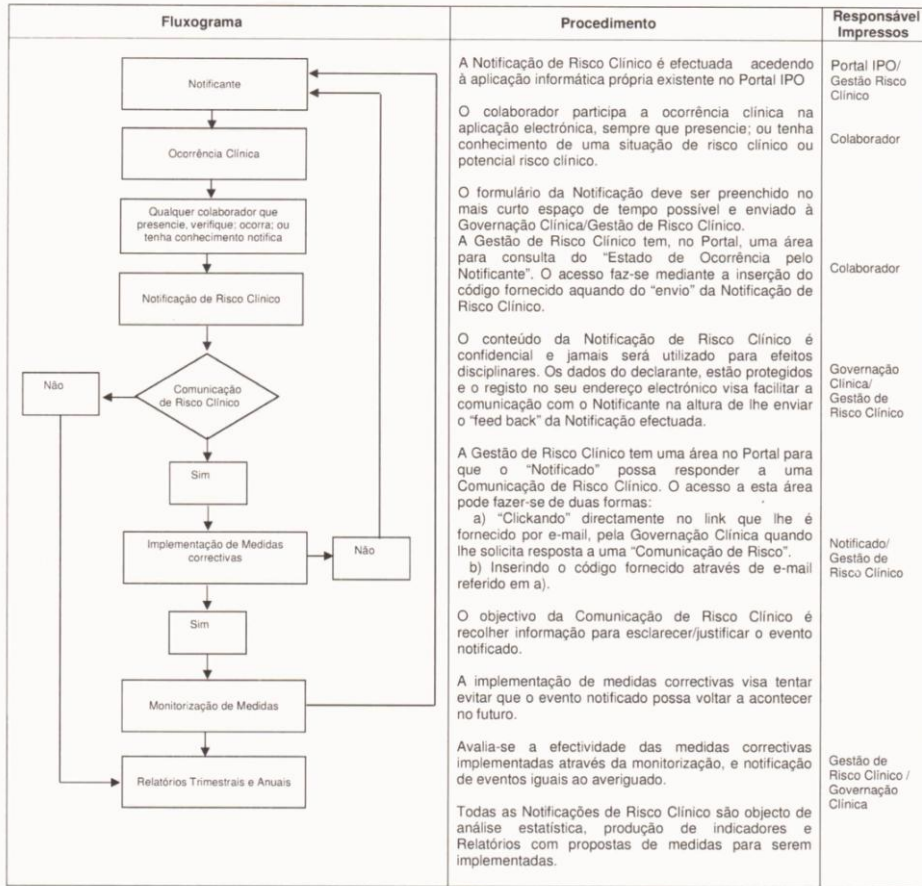 Fluxograma
Procedimento
Responsável
Impressos
Notificante
Ocorrência Clínica
Qualquer colaborador que
presencie, verifique; ocorra; ou
tenha conhecimento notifica
Notificação de Risco Clínico
Não
Comunicação
de Risco Clínico
Sim
Implementação de Medidas
correctivas
Não
Sim
Monitorização de Medidas
Relatórios Trimestrais e Anuais
A Notificação de Risco Clínico é efectuada acedendo
à aplicação informática própria existente no Portal IPO
O colaborador participa a ocorrência clínica na
aplicação electrónica, sempre que presencie; ou tenha
conhecimento de uma situação de risco clínico ou
potencial risco clínico.
O formulário da Notificação deve ser preenchido no
mais curto espaço de tempo possível e enviado à
Governação Clínica/Gestão de Risco Clínico.
A Gestão de Risco Clínico tem, no Portal, uma área
para consulta do "Estado de Ocorrência pelo
Notificante". O acesso faz-se mediante a inserção do
código fornecido aquando do "envio" da Notificação de
Risco Clínico.
O conteúdo da Notificação de Risco Clínico é
confidencial e jamais será utilizado para efeitos
disciplinares. Os dados do declarante, estão protegidos
e o registo no seu endereço electrónico visa facilitar a
comunicação com o Notificante na altura de lhe enviar
o "feed back" da Notificação efectuada.
A Gestão de Risco Clínico tem uma área no Portal para
que o "Notificado" possa responder a uma
Comunicação de Risco Clínico. O acesso a esta área
pode fazer-se de duas formas:
a) "Clickando" directamente no link que lhe é
fornecido por e-mail, pela Governação Clínica quando
lhe solicita resposta a uma "Comunicação de Risco".
b) Inserindo o código fornecido através de e-mail
referido em a).
O objectivo da Comunicação de Risco Clínico é
recolher informação para esclarecer/justificar o evento
notificado.
A implementação de medidas correctivas visa tentar
evitar que o evento notificado possa voltar a acontecer
no futuro.
Avalia-se a efectividade das medidas correctivas
implementadas através da monitorização, e notificação
de eventos iguais ao averiguado.
Todas as Notificações de Risco Clínico são objecto de
análise estatística, produção de indicadores e
Relatórios com propostas de medidas para serem
implementadas.
Portal IPO/
Gestão Risco
Clínico
Colaborador
Colaborador
Governação
Clínica/
Gestão de
Risco Clínico
Notificado/
Gestão de
Risco Clínico
Gestão de
Risco Clínico /
Governação
Clínica